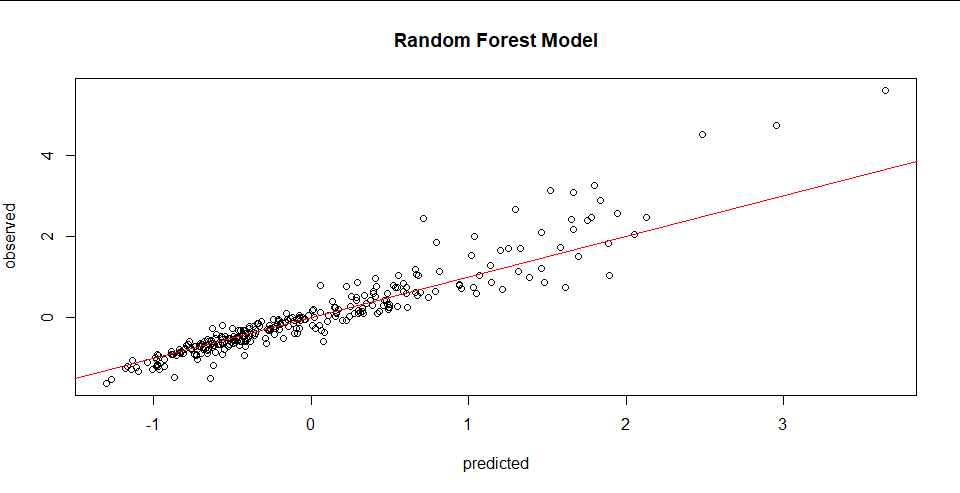 Random Forest Model
observed
4
2
0
-1 0 1 2 3
predicted